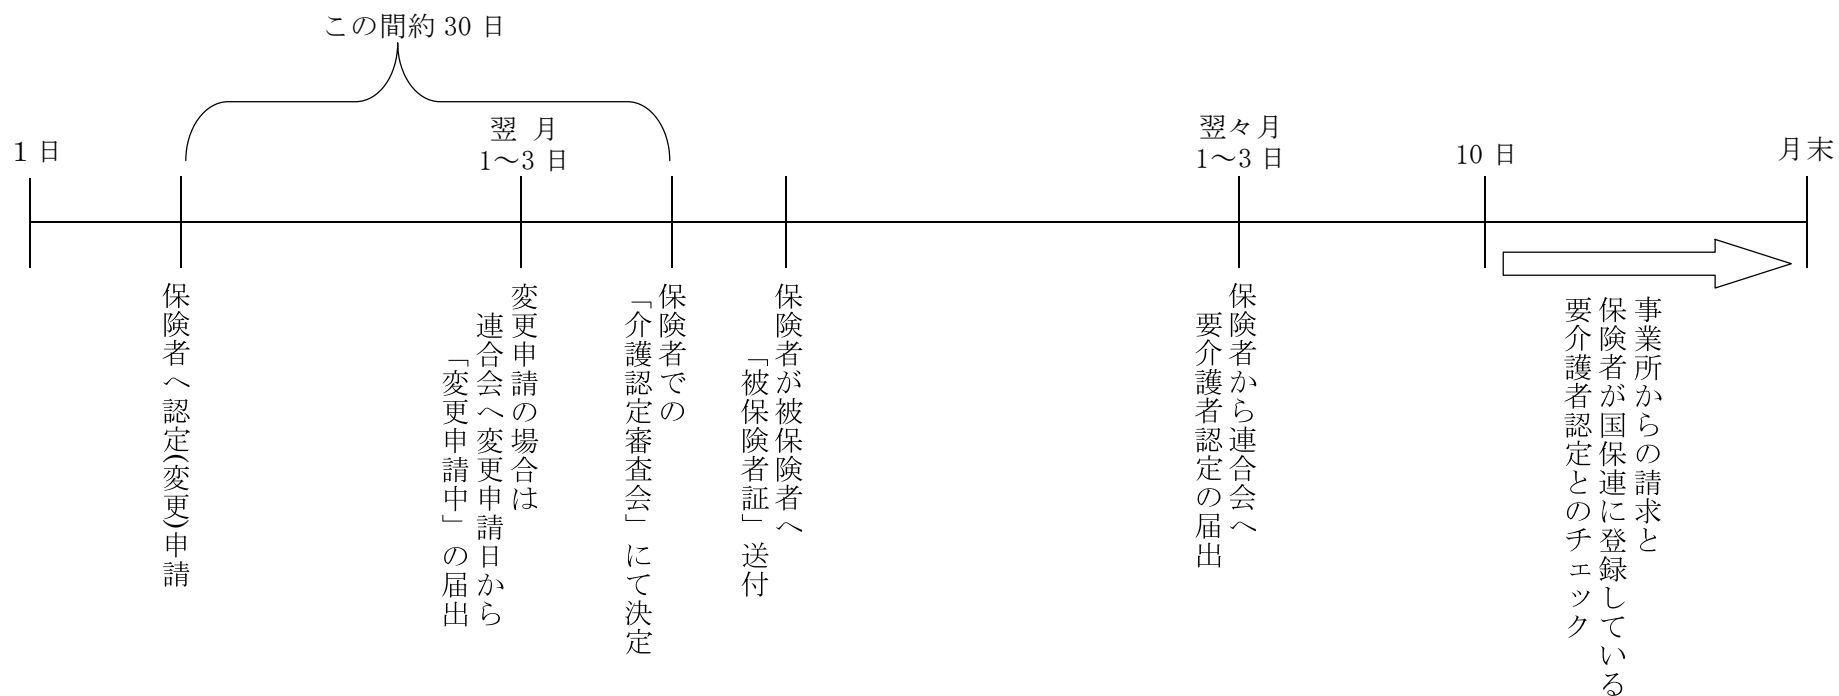 この間約 30 日
1 日
翌 月
1〜3 日
翌々月
1〜3 日
10 日
月末
保険者へ認定(変更)申請
変更申請の場合は
連合会へ変更申請日から
「変更申請中」の届出
保険者での
「介護認定審査会」にて決定
保険者が被保険者へ
「被保険者証」送付
保険者から連合会へ
要介護者認定の届出
事業所からの請求と
保険者が国保連に登録している
要介護者認定とのチェック